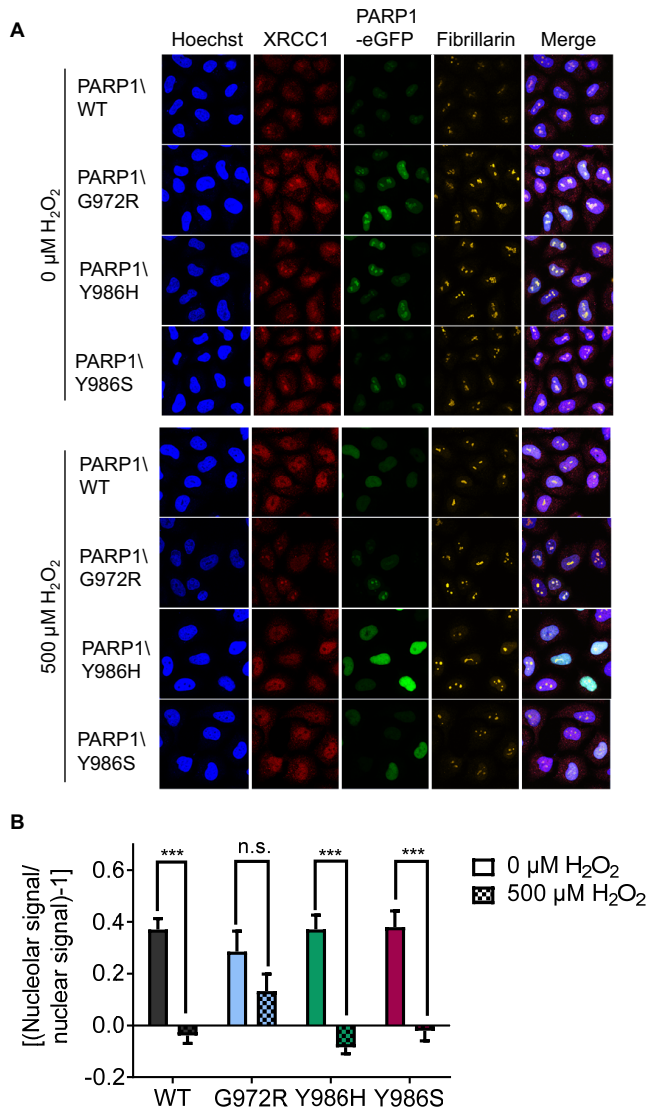 A
Hoechst XRCC1 PARP1
-eGFP Fibrillarin Merge
0 µM H₂O₂
PARP1\
WT
PARP1\
G972R
PARP1\
Y986H
PARP1\
Y986S
500 µM H₂O₂
PARP1\
WT
PARP1\
G972R
PARP1\
Y986H
PARP1\
Y986S
B
[(Nucleolar signal/
nuclear signal)-1]
0.6
0.4
0.2
0.0
-0.2
*** n.s. *** ***
WT G972R Y986H Y986S
0 µM H₂O₂
500 µM H₂O₂